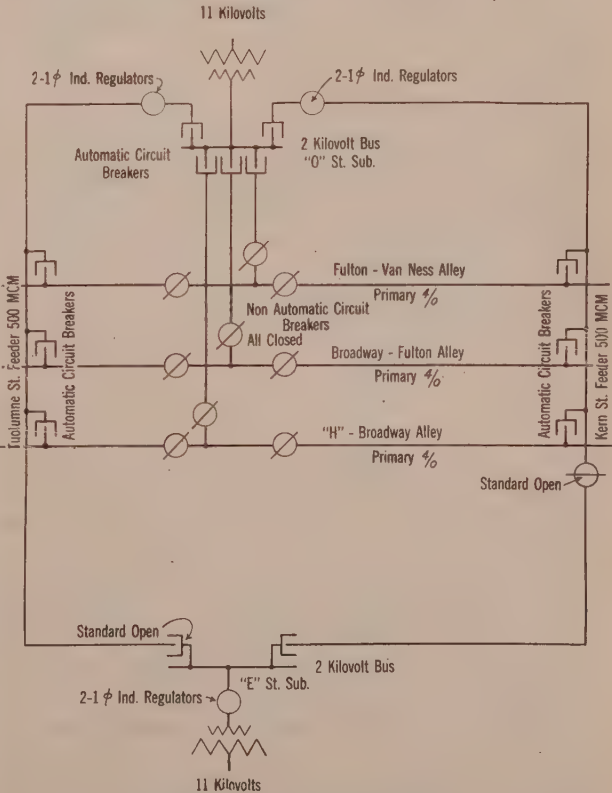 11 Kilovolts
2-1φ Ind. Regulators
2-1φ Ind. Regulators
Automatic Circuit
Breakers
2 Kilovolt Bus
"O" St. Sub.
Fulton - Van Ness Alley
Primary 4/0
Non Automatic Circuit
Breakers
All Closed
Broadway - Fulton Alley
Primary 4/0
"H" - Broadway Alley
Primary 4/0
Tuolumne St. Feeder 500 MCM
Automatic Circuit Breakers
Automatic Circuit Breakers
Kern St. Feeder 500 MCM
Standard Open
Standard Open
2 Kilovolt Bus
"E" St. Sub.
2-1φ Ind. Regulators
11 Kilovolts